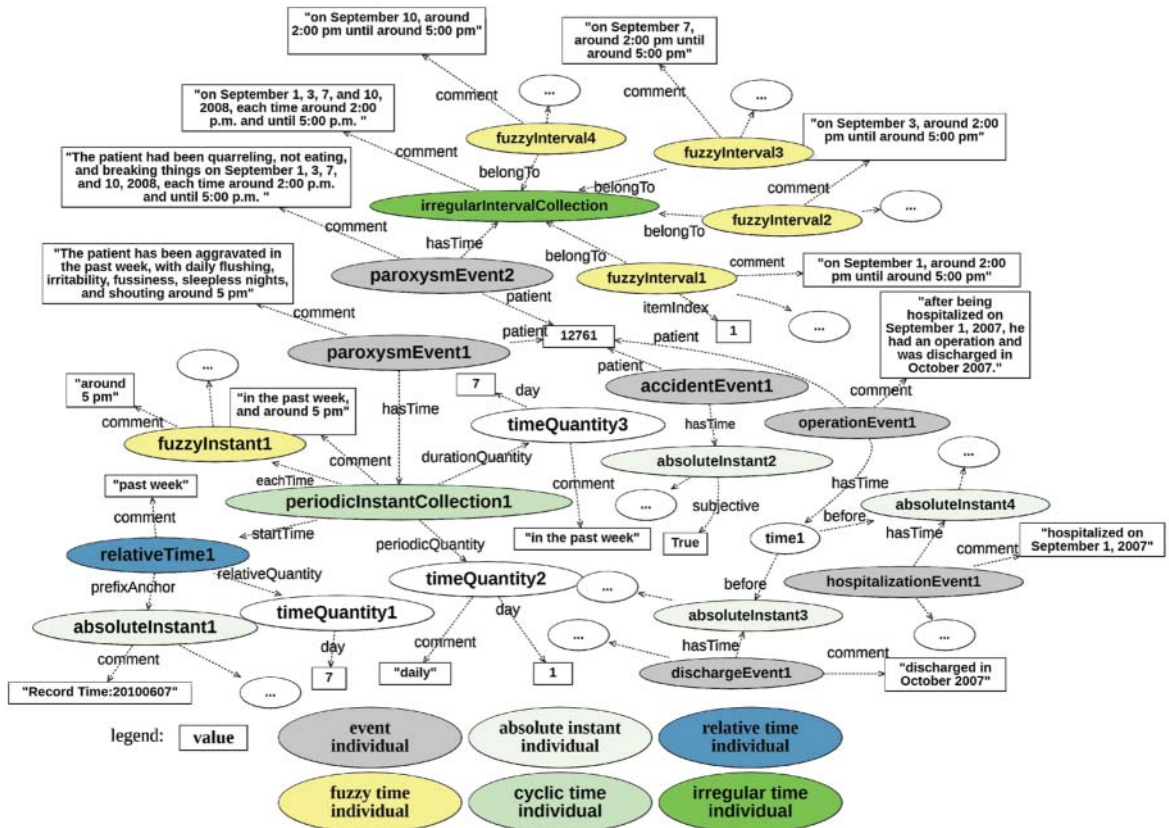 "on September 10, around
2:00 pm until around 5:00 pm"
"on September 7,
around 2:00 pm until
around 5:00 pm"
comment
...
comment
...
"on September 1, 3, 7, and 10,
2008, each time around 2:00
p.m. and until 5:00 p.m. "
fuzzyInterval4
"on September 3, around 2:00
pm until around 5:00 pm"
comment
fuzzyInterval3
"The patient had been quarreling, not eating,
and breaking things on September 1, 3, 7,
and 10, 2008, each time around 2:00 p.m.
and until 5:00 p.m. "
belongTo
belongTo
comment
...
irregularIntervalCollection
fuzzyInterval2
comment
hasTime
belongTo
belongTo
"The patient has been aggravated in
the past week, with daily flushing,
irritability, fussiness, sleepless nights,
and shouting around 5 pm"
paroxysmEvent2
fuzzyInterval1
comment
"on September 1, around 2:00
pm until around 5:00 pm"
patient
itemIndex
"after being
hospitalized on
September 1, 2007, he
had an operation and
was discharged in
October 2007."
comment
patient
12761
1
...
patient
paroxysmEvent1
patient
...
accidentEvent1
comment
"around
5 pm"
"in the past week,
and around 5 pm"
7
day
hasTime
comment
fuzzyInstant1
hasTime
timeQuantity3
operationEvent1
comment
durationQuantity
absoluteInstant2
...
eachTime
"past week"
periodicInstantCollection1
comment
...
subjective
hasTime
absoluteInstant4
comment
startTime
periodicQuantity
"in the past week"
True
time1
before
hasTime
"hospitalized on
September 1, 2007"
relativeTime1
relativeQuantity
comment
prefixAnchor
timeQuantity2
...
before
hospitalizationEvent1
absoluteInstant1
timeQuantity1
day
absoluteInstant3
comment
day
comment
...
hasTime
...
comment
"Record Time:20100607"
...
7
"daily"
1
dischargeEvent1
"discharged in
October 2007"
legend:
value
event
individual
absolute instant
individual
relative time
individual
fuzzy time
individual
cyclic time
individual
irregular time
individual